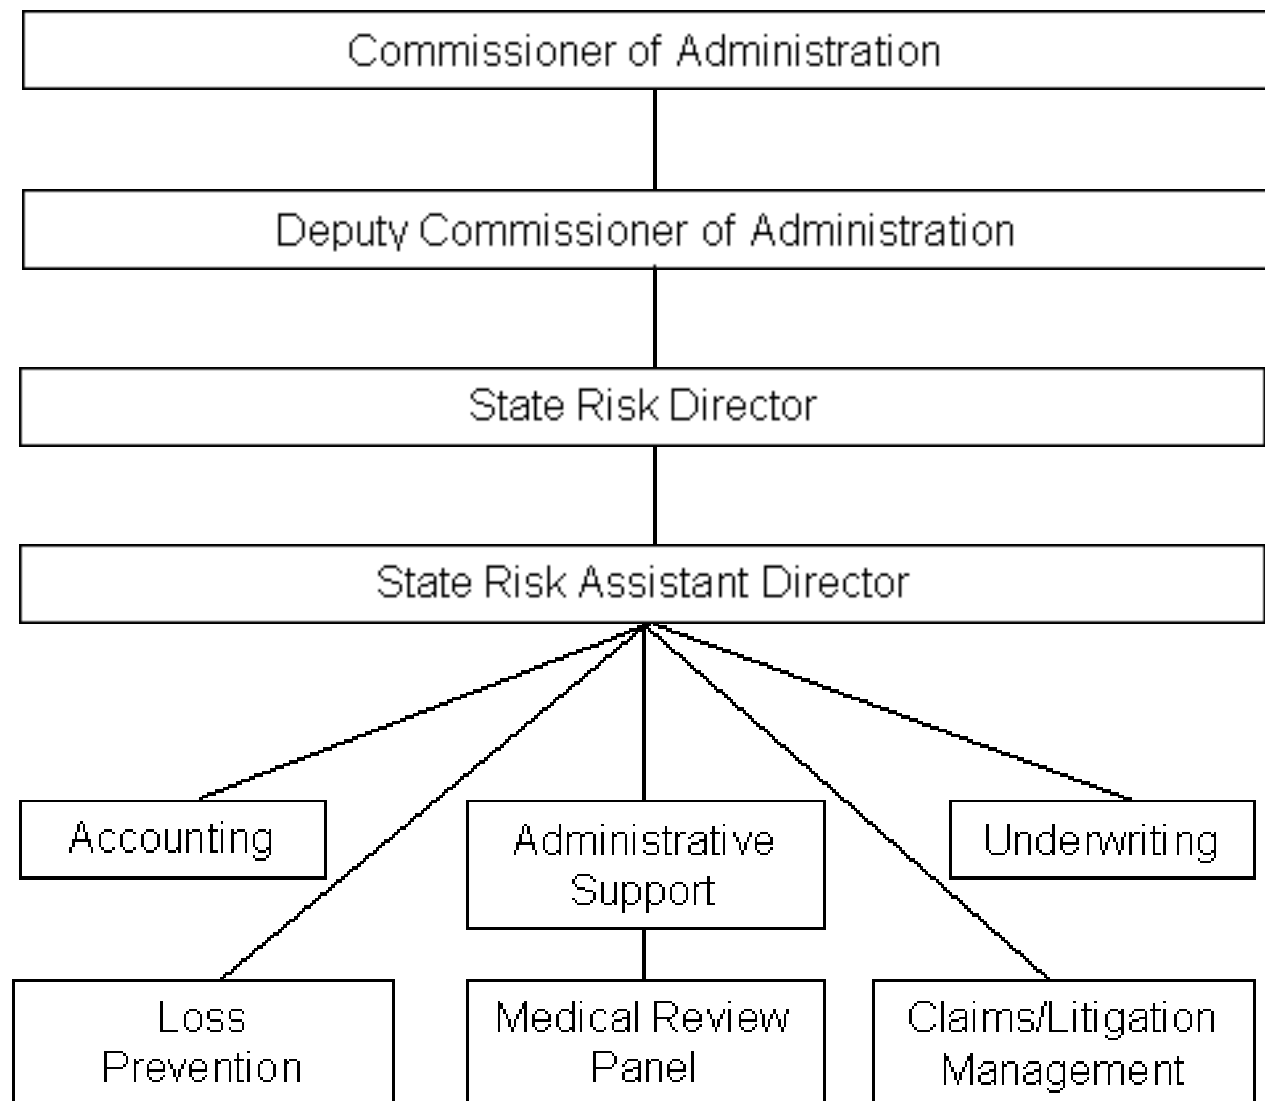 Commissioner of Administration
Deputy Commissioner of Administration
State Risk Director
State Risk Assistant Director
Accounting
Administrative
Support
Underwriting
Loss
Prevention
Medical Review
Panel
Claims/Litigation
Management